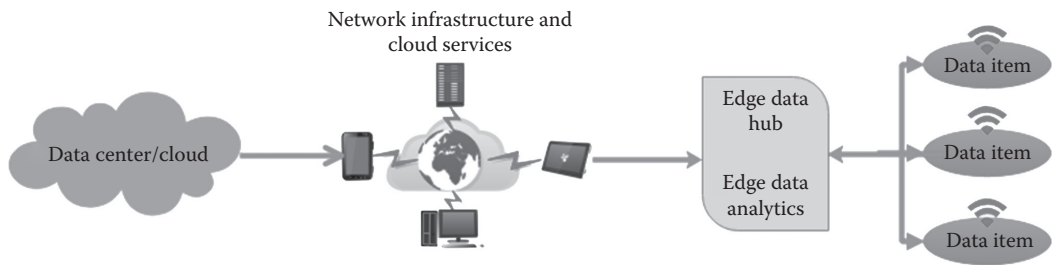 Network infrastructure and
cloud services
Data center/cloud
Edge data
hub
Edge data
analytics
Data item
Data item
Data item